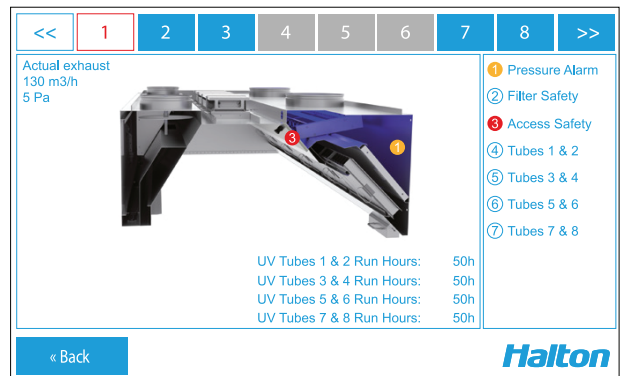 << 1 2 3 4 5 6 7 8 >>
Actual exhaust
130 m3/h
5 Pa
3
1
UV Tubes 1 & 2 Run Hours: 50h
UV Tubes 3 & 4 Run Hours: 50h
UV Tubes 5 & 6 Run Hours: 50h
UV Tubes 7 & 8 Run Hours: 50h
1 Pressure Alarm
2 Filter Safety
3 Access Safety
4 Tubes 1 & 2
5 Tubes 3 & 4
6 Tubes 5 & 6
7 Tubes 7 & 8
« Back
Halton